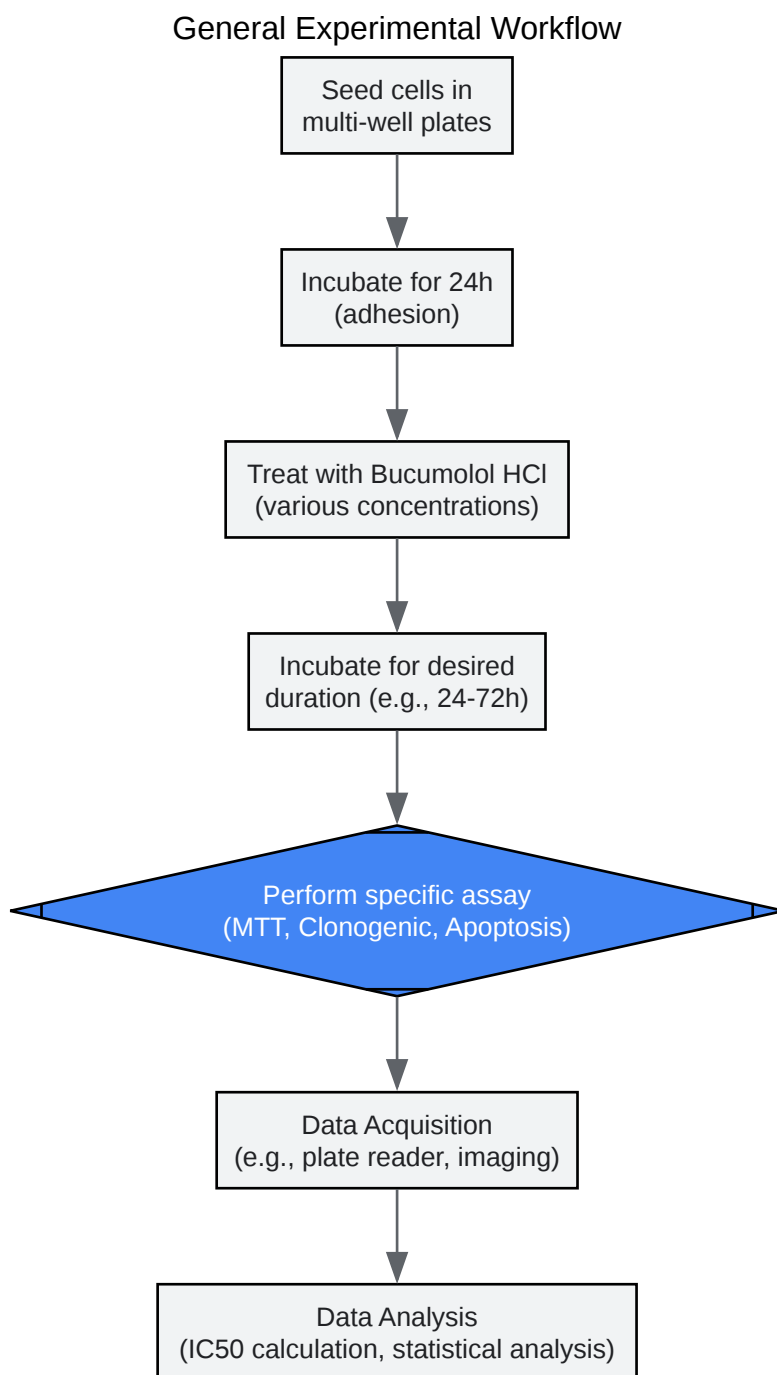 General Experimental Workflow
Seed cells in
multi-well plates
Incubate for 24h
(adhesion)
Treat with Bucumolol HCl
(various concentrations)
Incubate for desired
duration (e.g., 24-72h)
Perform specific assay
(MTT, Clonogenic, Apoptosis)
Data Acquisition
(e.g., plate reader, imaging)
Data Analysis
(IC50 calculation, statistical analysis)